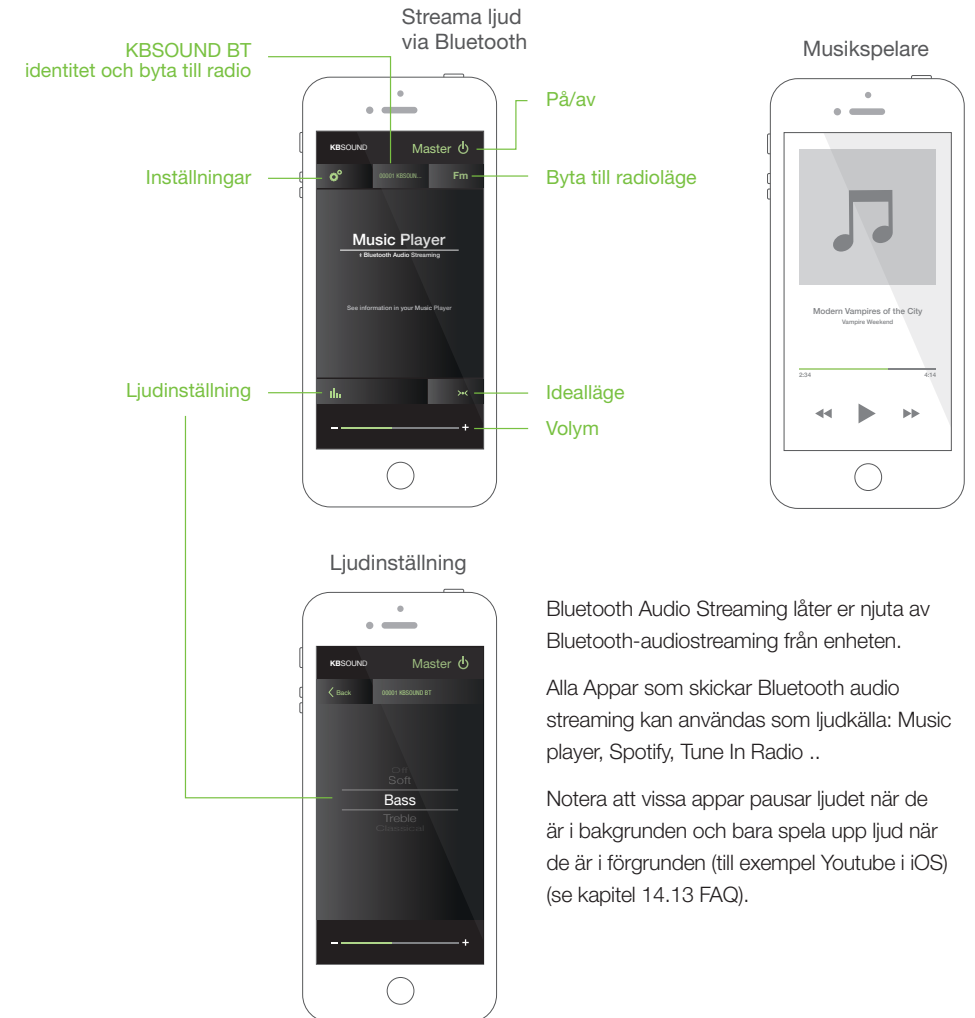 Streama ljud
via Bluetooth
KBSOUND BT
identitet och byta till radio
På/av
Inställningar
Byta till radioläge
Ljudinställning
Idealläge
Volym
KBSOUND Master
00001 KBSOUN... Fm
Music Player
Bluetooth Audio Streaming
See information in your Music Player
- +
Musikspelare
Modern Vampires of the City
Vampire Weekend
2:34 4:14
Ljudinställning
KBSOUND Master
Back 00001 KBSOUND BT
Soft
Bass
Treble
Classical
- +
Bluetooth Audio Streaming låter er njuta av
Bluetooth-audiostreaming från enheten.
Alla Appar som skickar Bluetooth audio
streaming kan användas som ljudkälla: Music
player, Spotify, Tune In Radio ..
Notera att vissa appar pausar ljudet när de
är i bakgrunden och bara spela upp ljud när
de är i förgrunden (till exempel Youtube i iOS)
(se kapitel 14.13 FAQ).